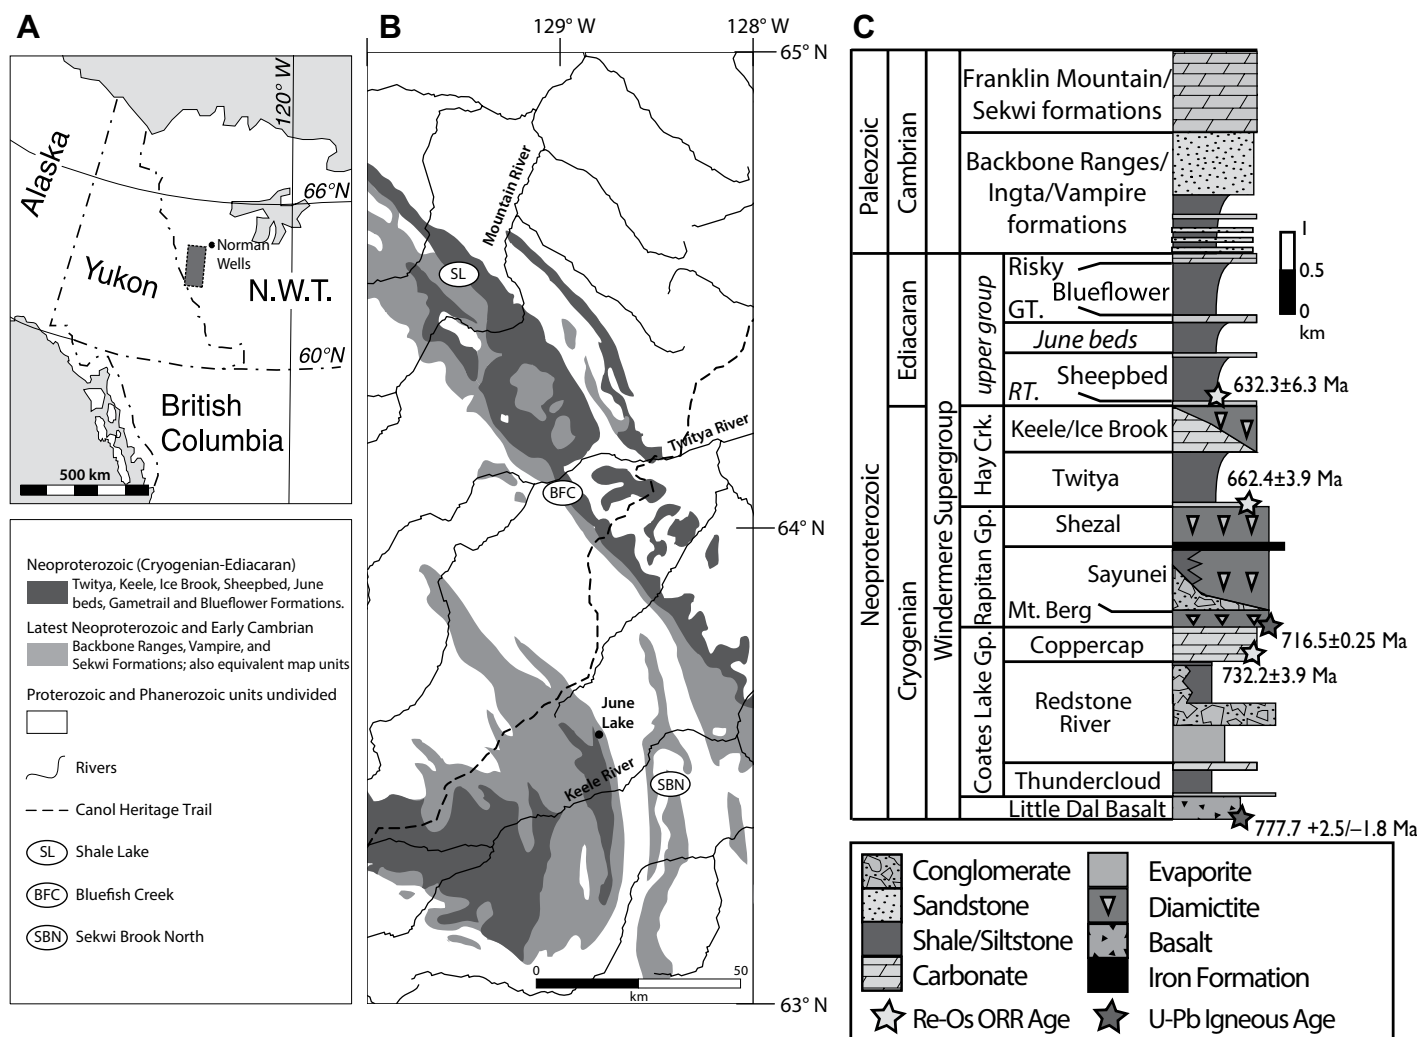 A
120° W
Alaska
66°N
Norman
Wells
Yukon
N.W.T.
60°N
British
Columbia
500 km
Neoproterozoic (Cryogenian-Ediacaran)
Twitya, Keele, Ice Brook, Sheepbed, June
beds, Gametrail and Blueflower Formations.
Latest Neoproterozoic and Early Cambrian
Backbone Ranges, Vampire, and
Sekwi Formations; also equivalent map units
Proterozoic and Phanerozoic units undivided
Rivers
Canol Heritage Trail
SL Shale Lake
BFC Bluefish Creek
SBN Sekwi Brook North
B
129° W
128° W
65° N
Mountain River
SL
Twitya River
BFC
64° N
June
Lake
Keele River
SBN
0
50
km
63° N
C
Paleozoic
Cambrian
Franklin Mountain/
Sekwi formations
Backbone Ranges/
Ingta/Vampire
formations
1
0.5
0
km
Neoproterozoic
Ediacaran
Cryogenian
Windermere Supergroup
upper group
Risky
Blueflower
GT.
June beds
Sheepbed
RT.
632.3±6.3 Ma
Hay Crk.
Keele/Ice Brook
Twitya
662.4±3.9 Ma
Rapitan Gp.
Shezal
Sayunei
Mt. Berg
716.5±0.25 Ma
Coates Lake Gp.
Coppercap
732.2±3.9 Ma
Redstone
River
Thundercloud
Little Dal Basalt
777.7 +2.5/–1.8 Ma
Conglomerate
Sandstone
Shale/Siltstone
Carbonate
Re-Os ORR Age
Evaporite
Diamictite
Basalt
Iron Formation
U-Pb Igneous Age